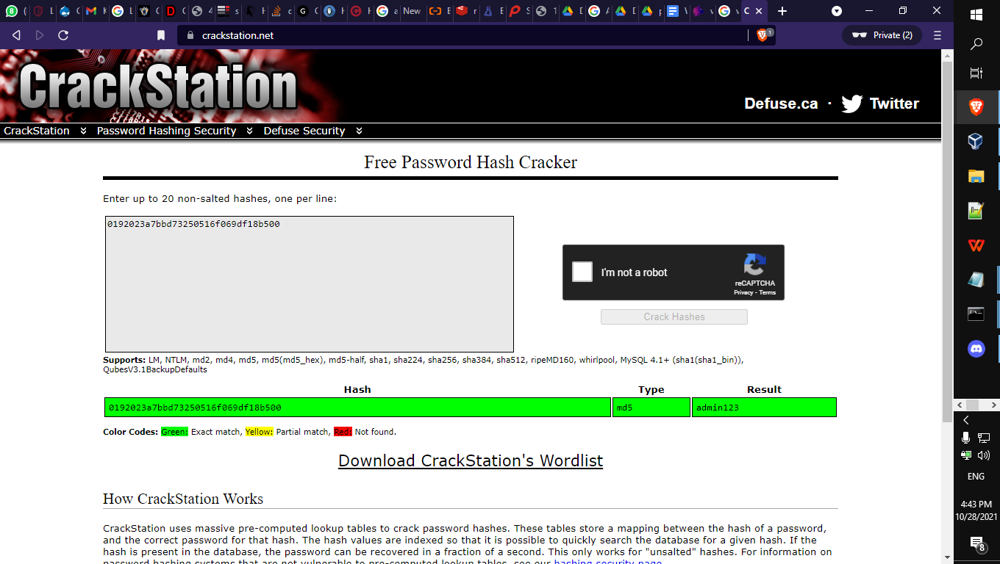 New
crackstation.net
1
Private (2)
CrackStation
Defuse.ca · Twitter
CrackStation Password Hashing Security Defuse Security
Free Password Hash Cracker
Enter up to 20 non-salted hashes, one per line:
0192023a7bbd73250516f069df18b500
I'm not a robot
reCAPTCHA
Privacy - Terms
Crack Hashes
Supports: LM, NTLM, md2, md4, md5, md5(md5_hex), md5-half, sha1, sha224, sha256, sha384, sha512, ripeMD160, whirlpool, MySQL 4.1+ (sha1(sha1_bin)),
QubesV3.1BackupDefaults
Hash Type Result
0192023a7bbd73250516f069df18b500 md5 admin123
Color Codes: Green: Exact match, Yellow: Partial match, Red: Not found.
Download CrackStation's Wordlist
How CrackStation Works
CrackStation uses massive pre-computed lookup tables to crack password hashes. These tables store a mapping between the hash of a password,
and the correct password for that hash. The hash values are indexed so that it is possible to quickly search the database for a given hash. If the
hash is present in the database, the password can be recovered in a fraction of a second. This only works for "unsalted" hashes. For information on
password hashing systems that are not vulnerable to pre-computed lookup tables, see our hashing security page.
ENG
4:43 PM
10/28/2021
8